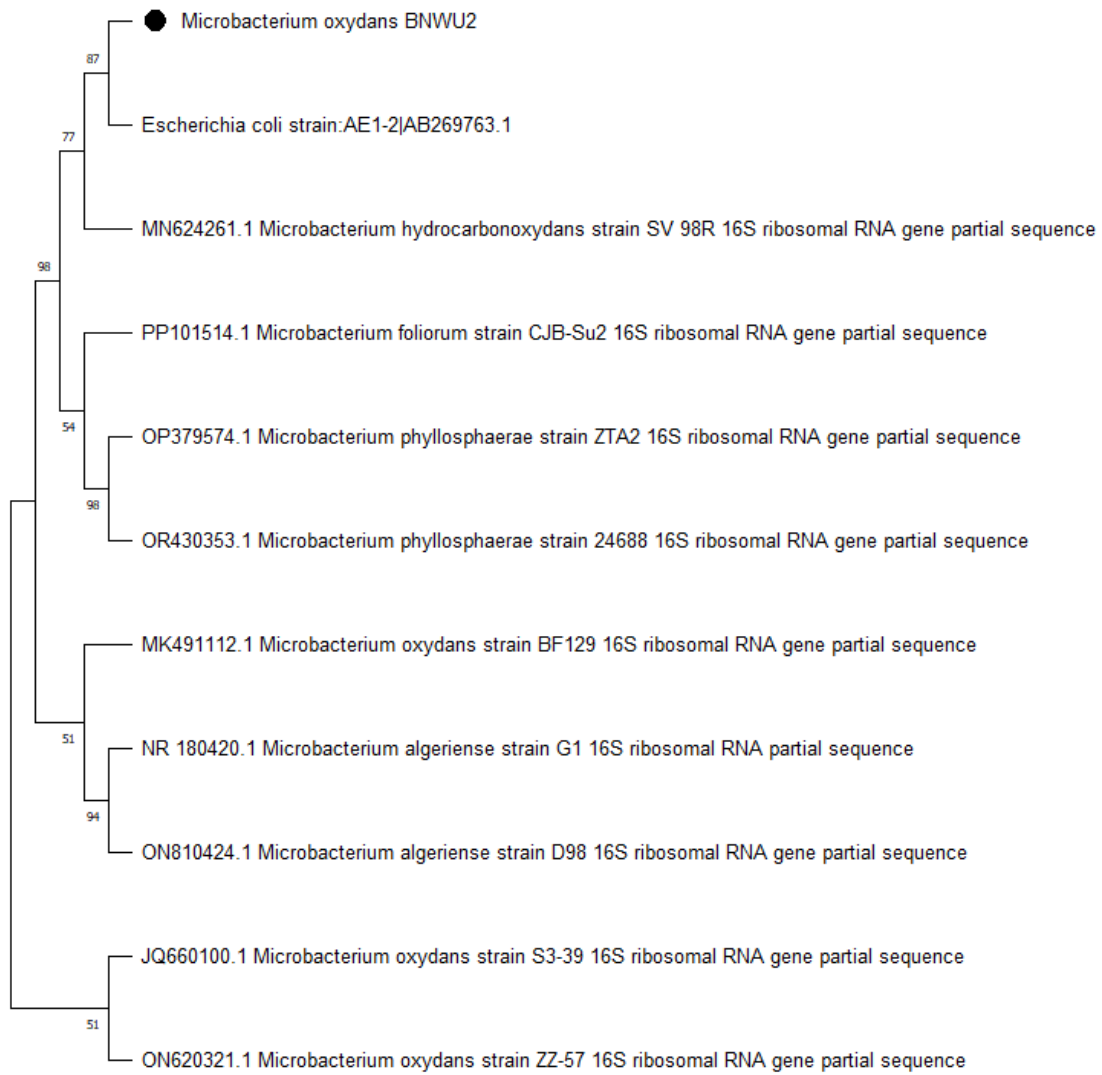 Microbacterium oxydans BNWU2
87
Escherichia coli strain:AE1-2|AB269763.1
77
MN624261.1 Microbacterium hydrocarbonoxydans strain SV 98R 16S ribosomal RNA gene partial sequence
98
PP101514.1 Microbacterium foliorum strain CJB-Su2 16S ribosomal RNA gene partial sequence
54
OP379574.1 Microbacterium phyllosphaerae strain ZTA2 16S ribosomal RNA gene partial sequence
98
OR430353.1 Microbacterium phyllosphaerae strain 24688 16S ribosomal RNA gene partial sequence
MK491112.1 Microbacterium oxydans strain BF129 16S ribosomal RNA gene partial sequence
51
NR 180420.1 Microbacterium algeriense strain G1 16S ribosomal RNA partial sequence
94
ON810424.1 Microbacterium algeriense strain D98 16S ribosomal RNA gene partial sequence
JQ660100.1 Microbacterium oxydans strain S3-39 16S ribosomal RNA gene partial sequence
51
ON620321.1 Microbacterium oxydans strain ZZ-57 16S ribosomal RNA gene partial sequence